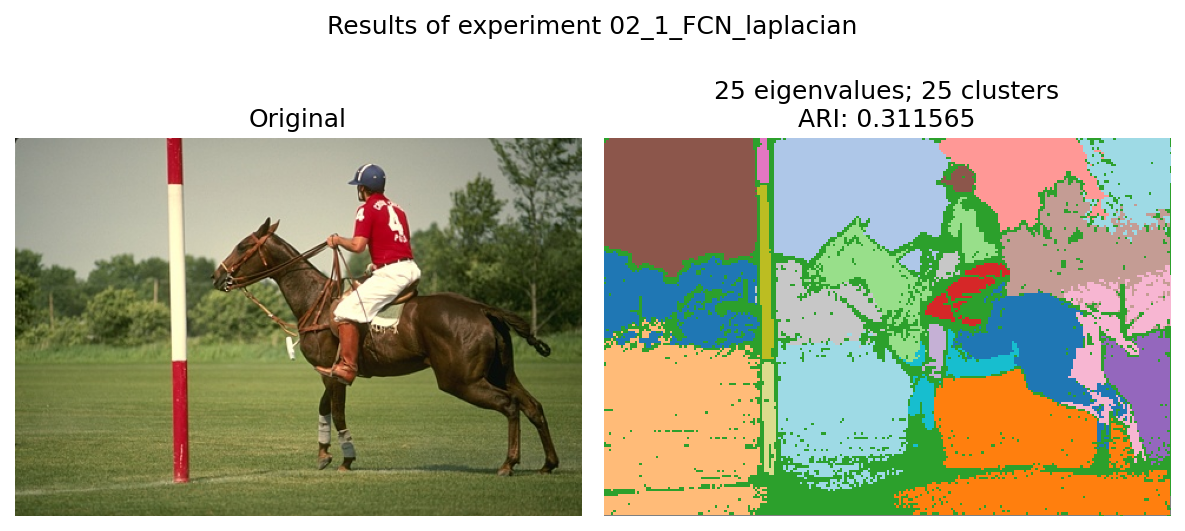 Results of experiment 02_1_FCN_laplacian
Original
25 eigenvalues; 25 clusters
ARI: 0.311565
4